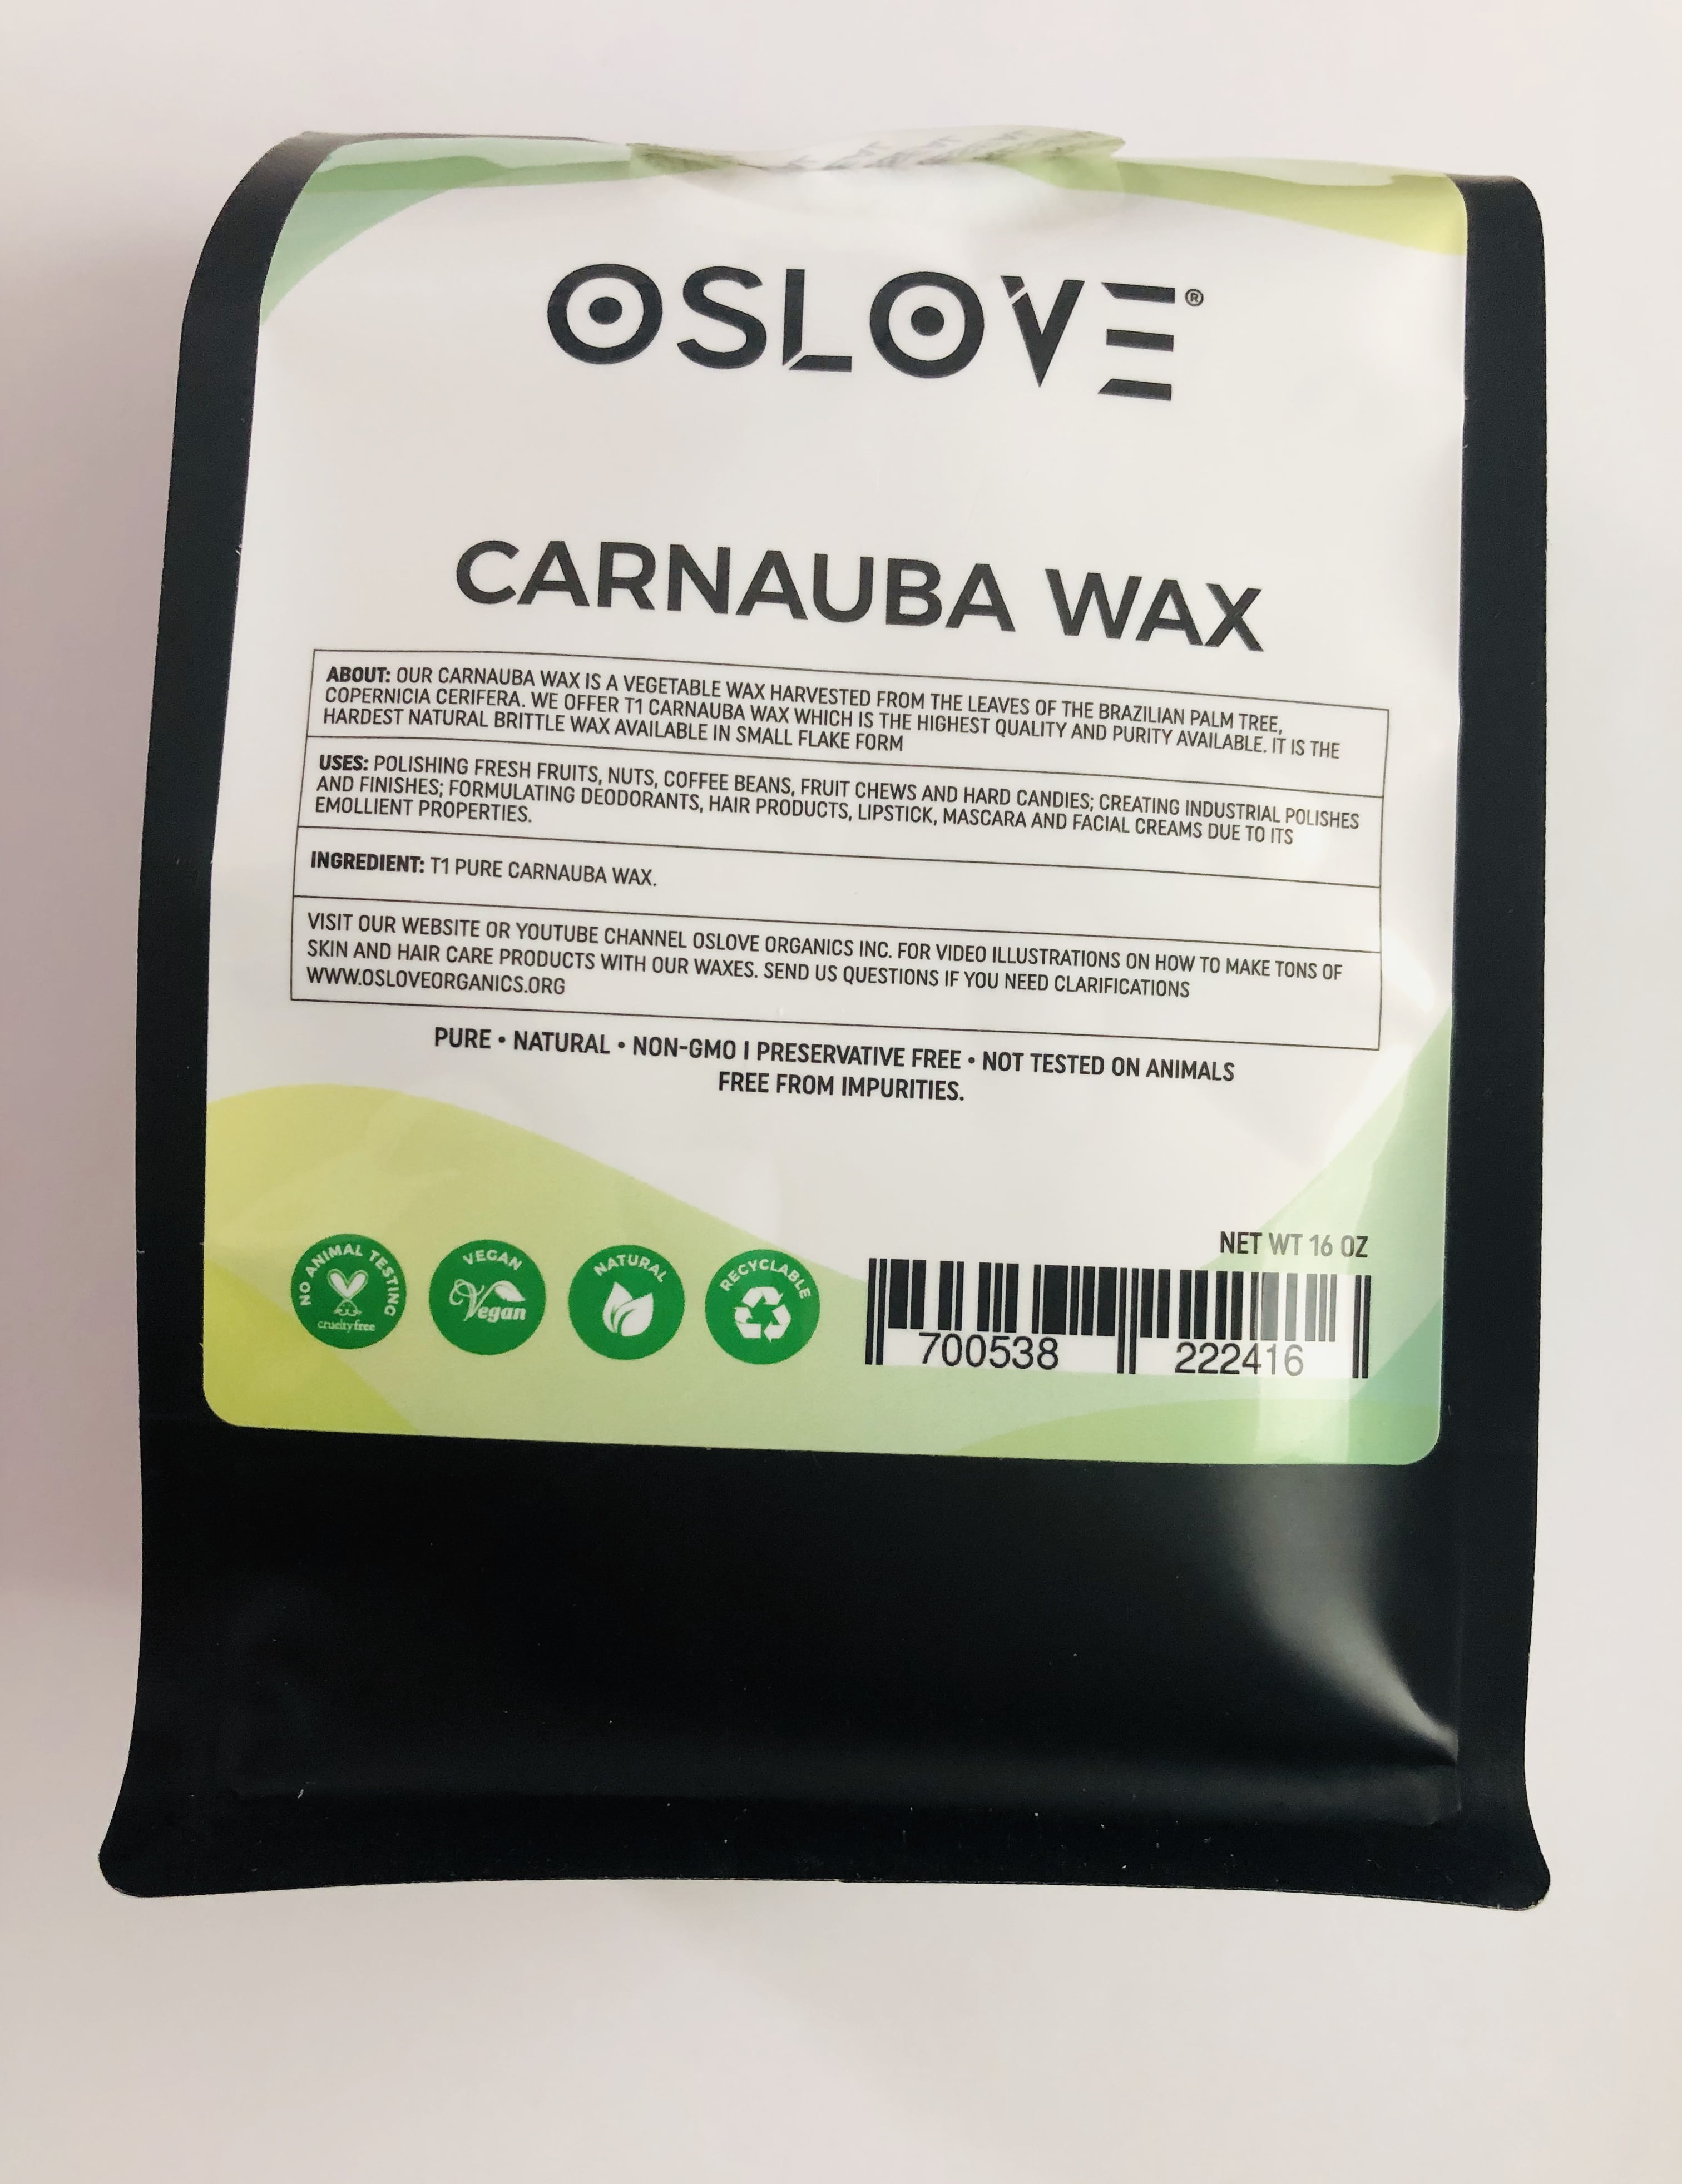 OSLOVE®
CARNAUBA WAX
ABOUT: OUR CARNAUBA WAX IS A VEGETABLE WAX HARVESTED FROM THE LEAVES OF THE BRAZILIAN PALM TREE,
COPERNICIA CERIFERA. WE OFFER T1 CARNAUBA WAX WHICH IS THE HIGHEST QUALITY AND PURITY AVAILABLE. IT IS THE
HARDEST NATURAL BRITTLE WAX AVAILABLE IN SMALL FLAKE FORM
USES: POLISHING FRESH FRUITS, NUTS, COFFEE BEANS, FRUIT CHEWS AND HARD CANDIES; CREATING INDUSTRIAL POLISHES
AND FINISHES; FORMULATING DEODORANTS, HAIR PRODUCTS, LIPSTICK, MASCARA AND FACIAL CREAMS DUE TO ITS
EMOLLIENT PROPERTIES.
INGREDIENT: T1 PURE CARNAUBA WAX.
VISIT OUR WEBSITE OR YOUTUBE CHANNEL OSLOVE ORGANICS INC. FOR VIDEO ILLUSTRATIONS ON HOW TO MAKE TONS OF
SKIN AND HAIR CARE PRODUCTS WITH OUR WAXES. SEND US QUESTIONS IF YOU NEED CLARIFICATIONS
WWW.OSLOVEORGANICS.ORG
PURE • NATURAL • NON-GMO I PRESERVATIVE FREE • NOT TESTED ON ANIMALS
FREE FROM IMPURITIES.
NO ANIMAL TESTING
cruelty free
VEGAN
Vegan
NATURAL
RECYCLABLE
NET WT 16 OZ
700538 222416